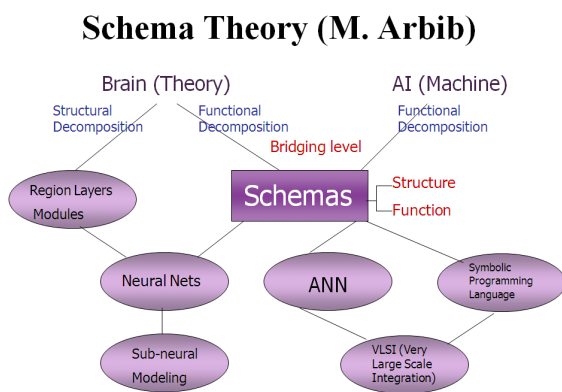 Schema Theory (M. Arbib)
Brain (Theory)
AI (Machine)
Structural
Decomposition
Functional
Decomposition
Functional
Decomposition
Bridging level
Region Layers
Modules
Schemas
Structure
Function
Neural Nets
ANN
Symbolic
Programming
Language
Sub-neural
Modeling
VLSI (Very
Large Scale
Integration)